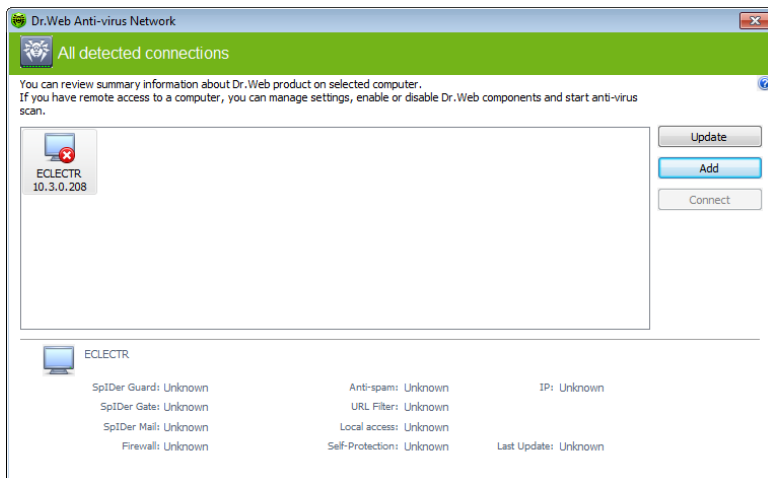 Dr.Web Anti-virus Network
All detected connections
You can review summary information about Dr.Web product on selected computer.
If you have remote access to a computer, you can manage settings, enable or disable Dr.Web components and start anti-virus
scan.
ECLECTR
10.3.0.208
Update
Add
Connect
ECLECTR
SpIDer Guard: Unknown Anti-spam: Unknown IP: Unknown
SpIDer Gate: Unknown URL Filter: Unknown
SpIDer Mail: Unknown Local access: Unknown
Firewall: Unknown Self-Protection: Unknown Last Update: Unknown